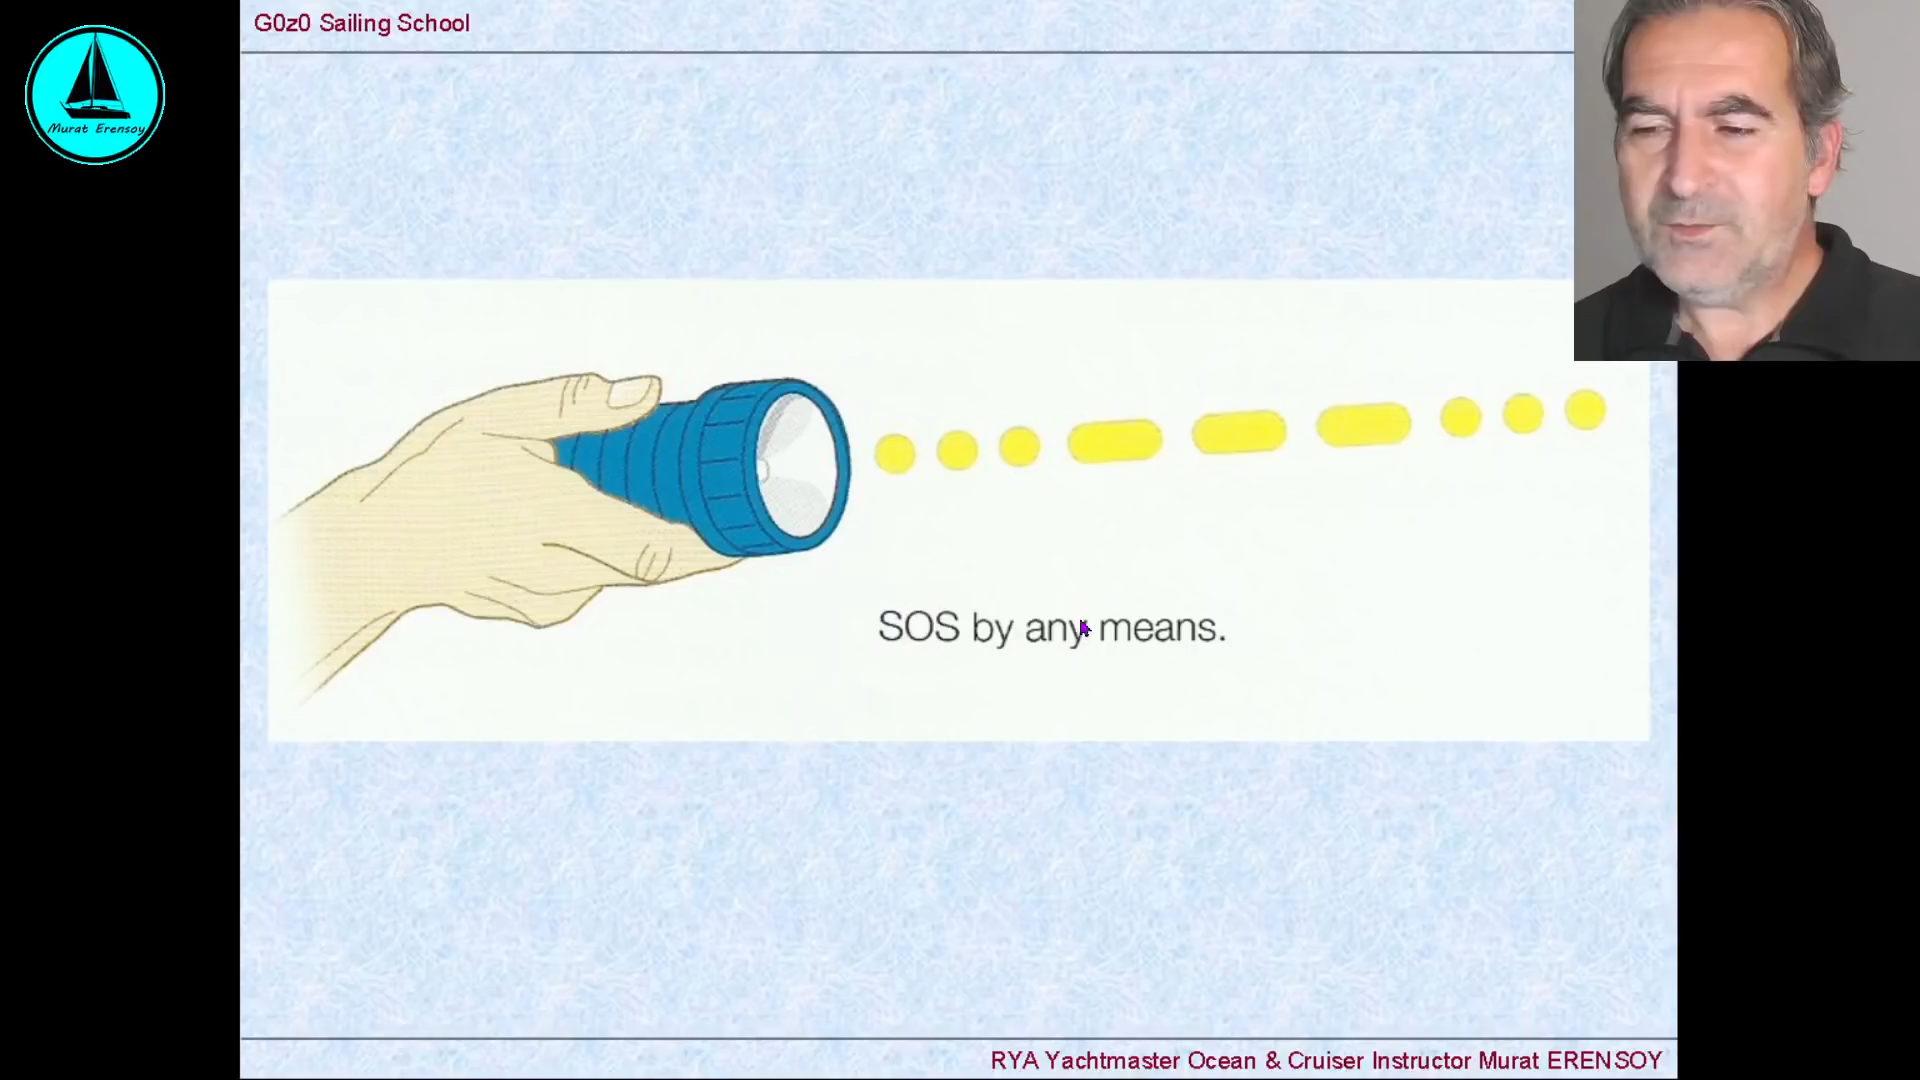 G0z0 Sailing School
Murat Erensoy
SOS by any means.
RYA Yachtmaster Ocean & Cruiser Instructor Murat ERENSOY